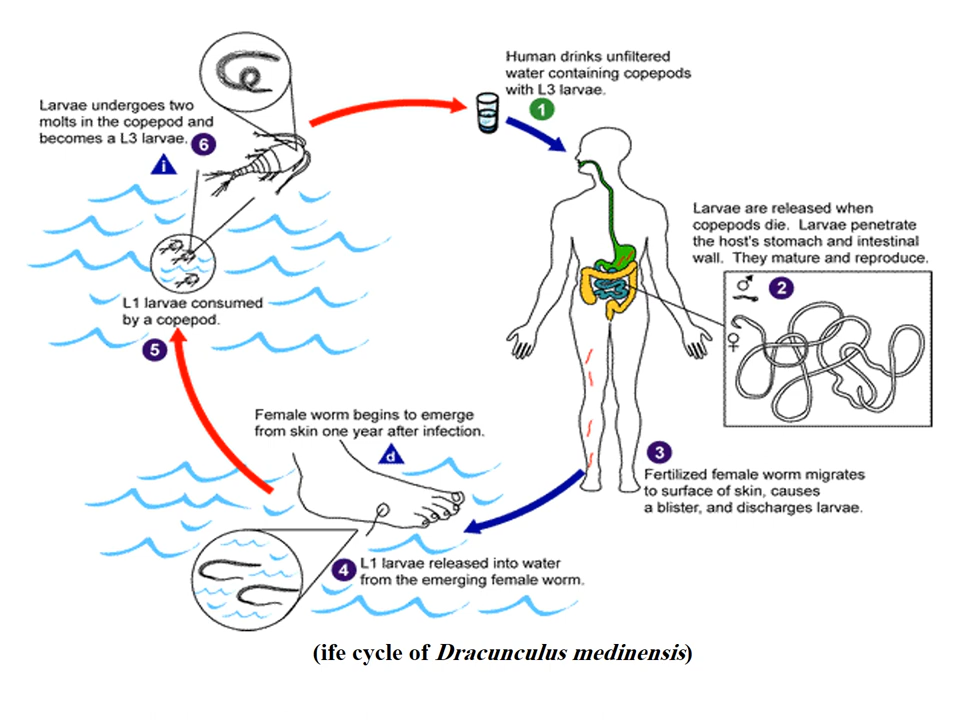 Human drinks unfiltered
water containing copepods
with L3 larvae.
1
Larvae undergoes two
molts in the copepod and
becomes a L3 larvae. 6
i
Larvae are released when
copepods die. Larvae penetrate
the host's stomach and intestinal
wall. They mature and reproduce.
♂ 2
♀
L1 larvae consumed
by a copepod.
5
Female worm begins to emerge
from skin one year after infection.
d
3
Fertilized female worm migrates
to surface of skin, causes
a blister, and discharges larvae.
4 L1 larvae released into water
from the emerging female worm.
(ife cycle of Dracunculus medinensis)